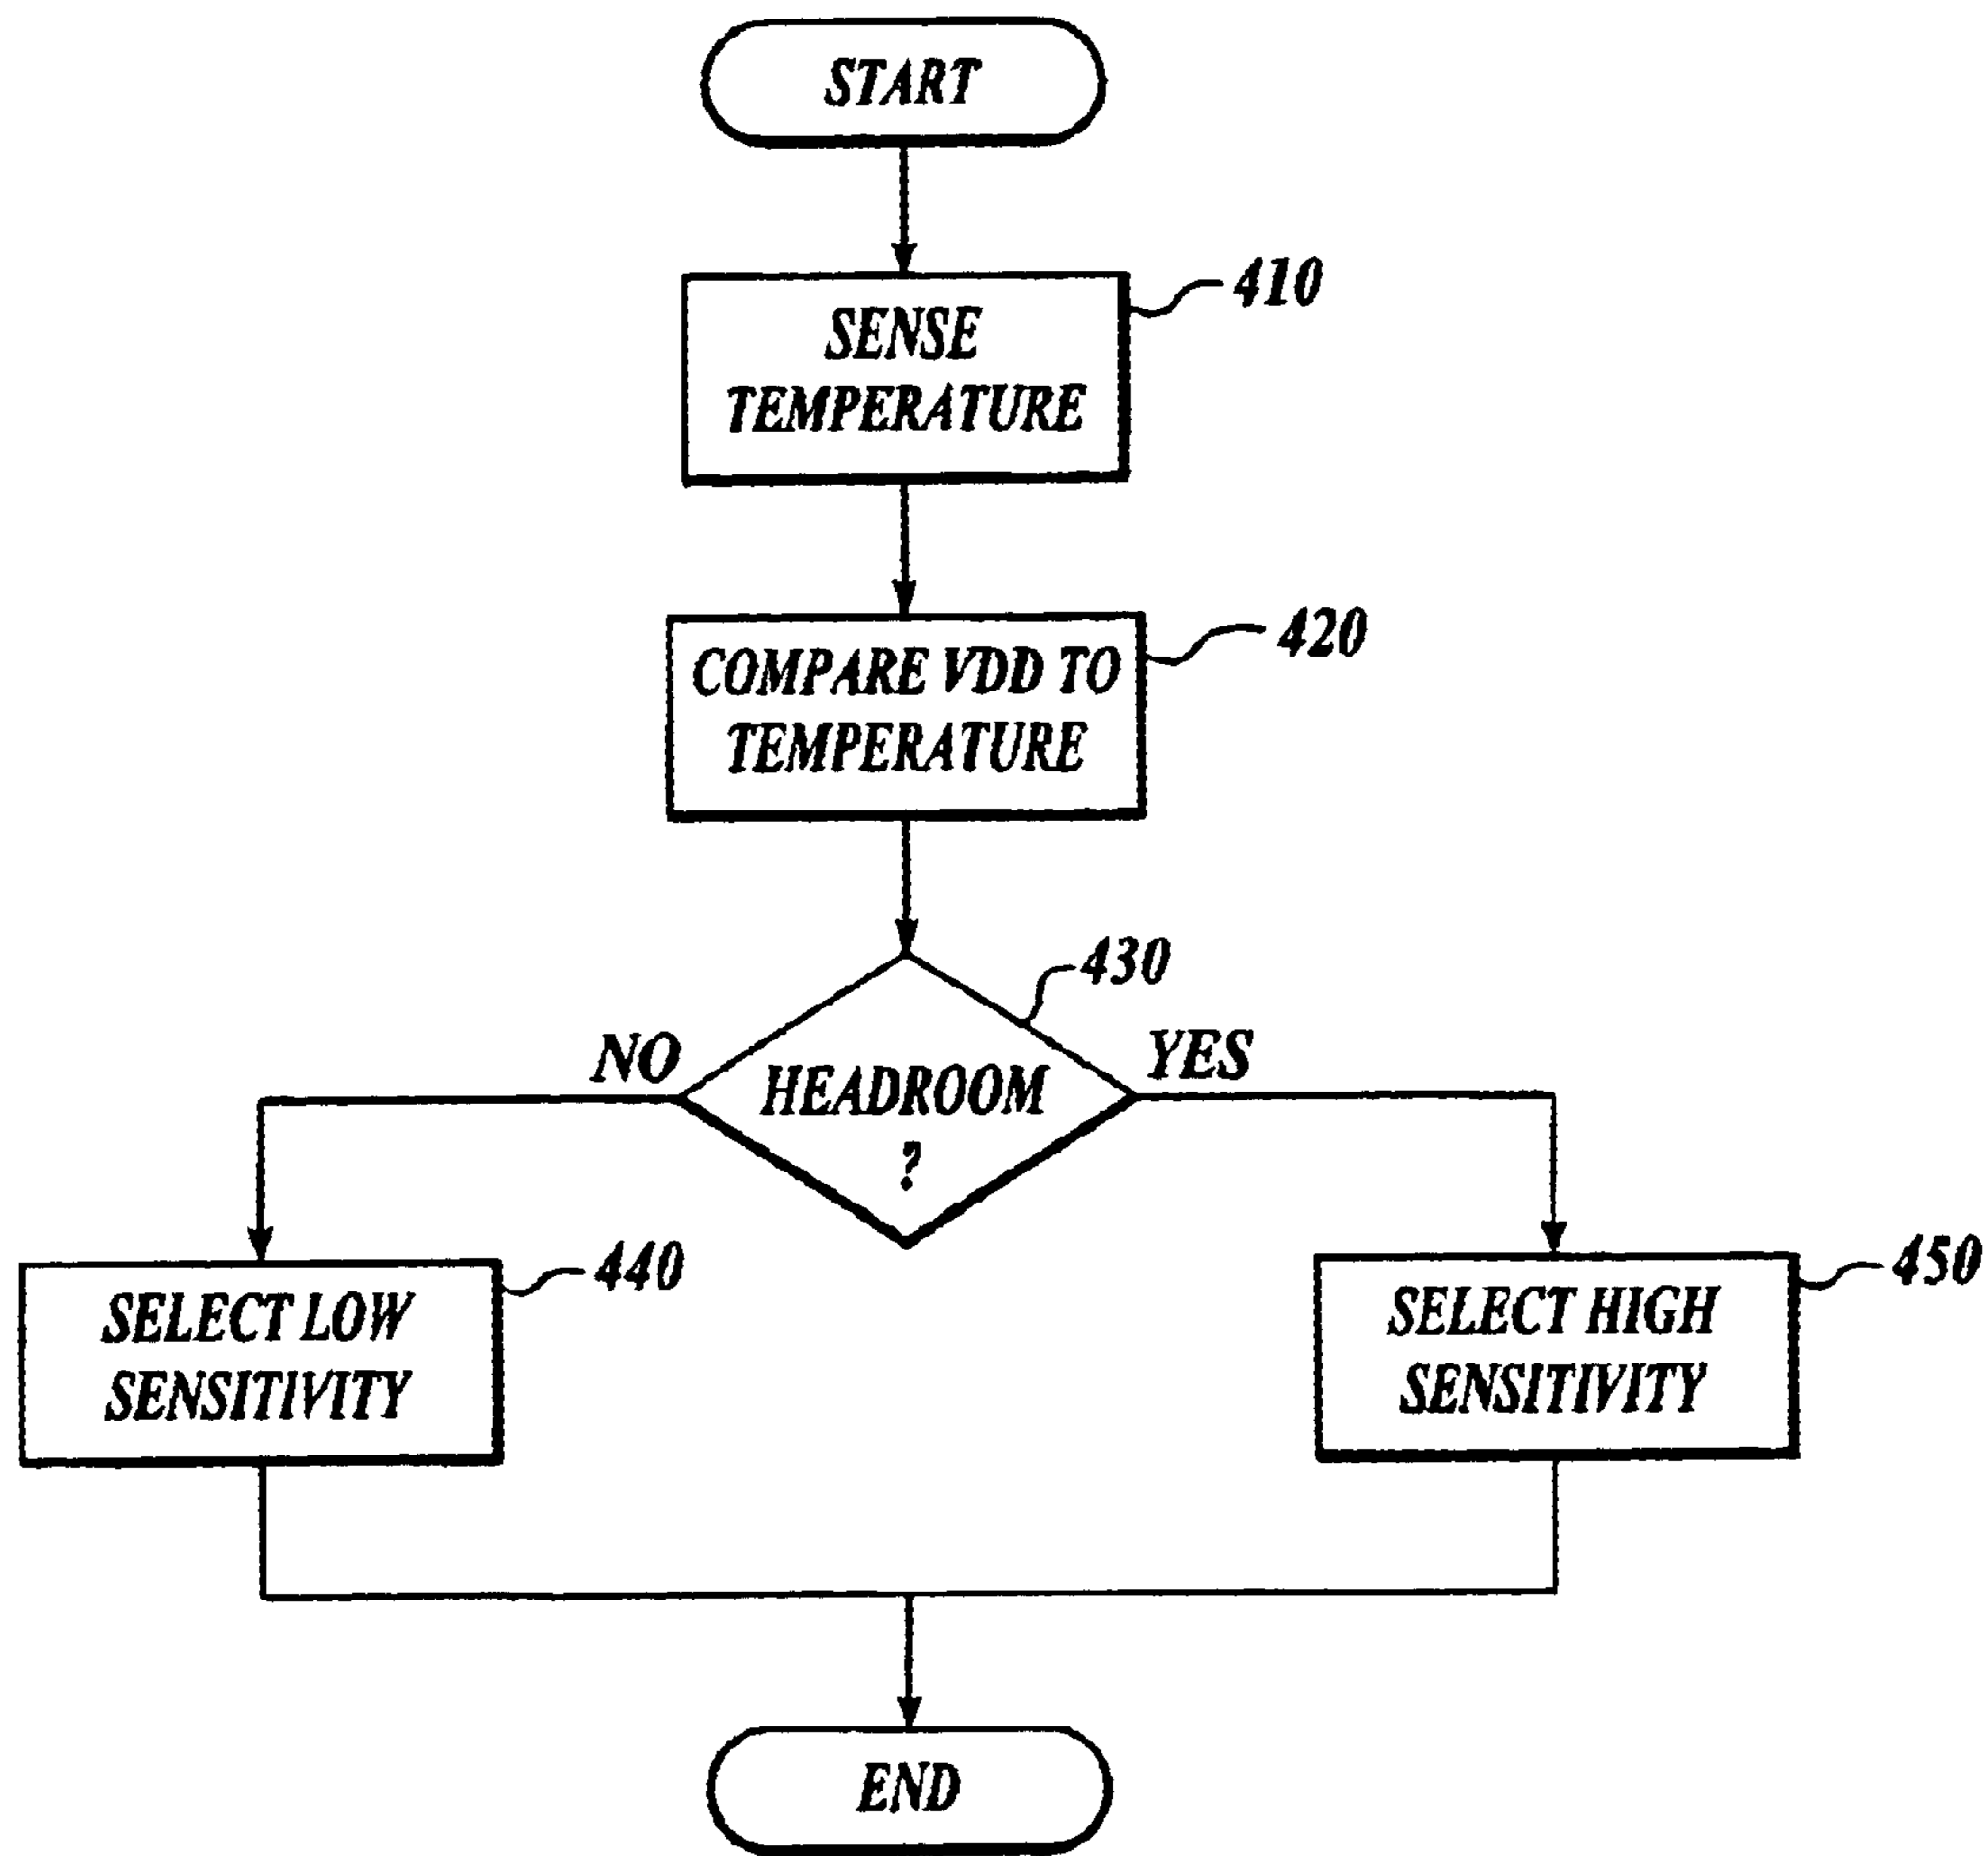 START
410
SENSE
TEMPERATURE
420
COMPARE VDD TO
TEMPERATURE
430
NO
YES
HEADROOM
?
440
SELECT LOW
SENSITIVITY
450
SELECT HIGH
SENSITIVITY
END